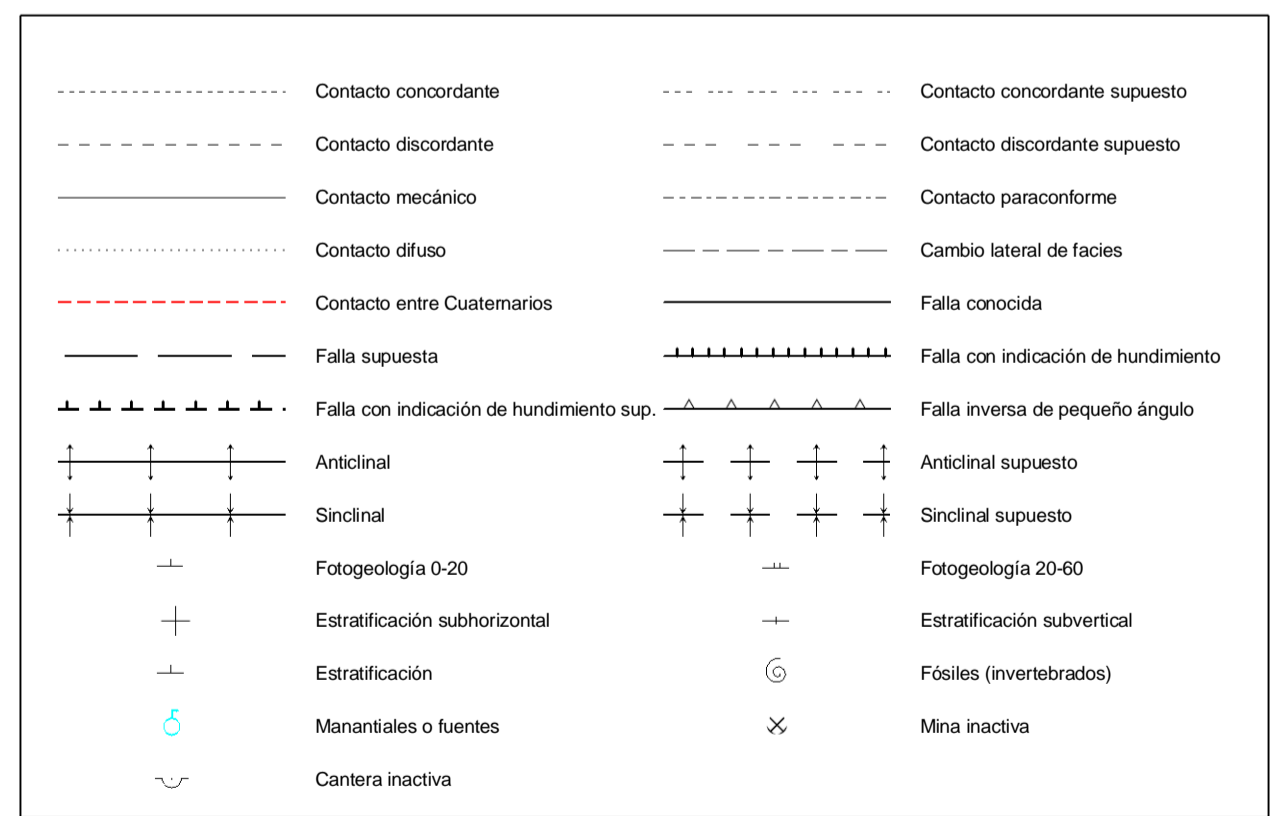 Contacto concordante
Contacto concordante supuesto
Contacto discordante
Contacto discordante supuesto
Contacto mecánico
Contacto paraconforme
Contacto difuso
Cambio lateral de facies
Contacto entre Cuaternarios
Falla conocida
Falla supuesta
Falla con indicación de hundimiento
Falla con indicación de hundimiento sup.
Falla inversa de pequeño ángulo
Anticlinal
Anticlinal supuesto
Sinclinal
Sinclinal supuesto
Fotogeología 0-20
Fotogeología 20-60
Estratificación subhorizontal
Estratificación subvertical
Estratificación
Fósiles (invertebrados)
Manantiales o fuentes
Mina inactiva
Cantera inactiva